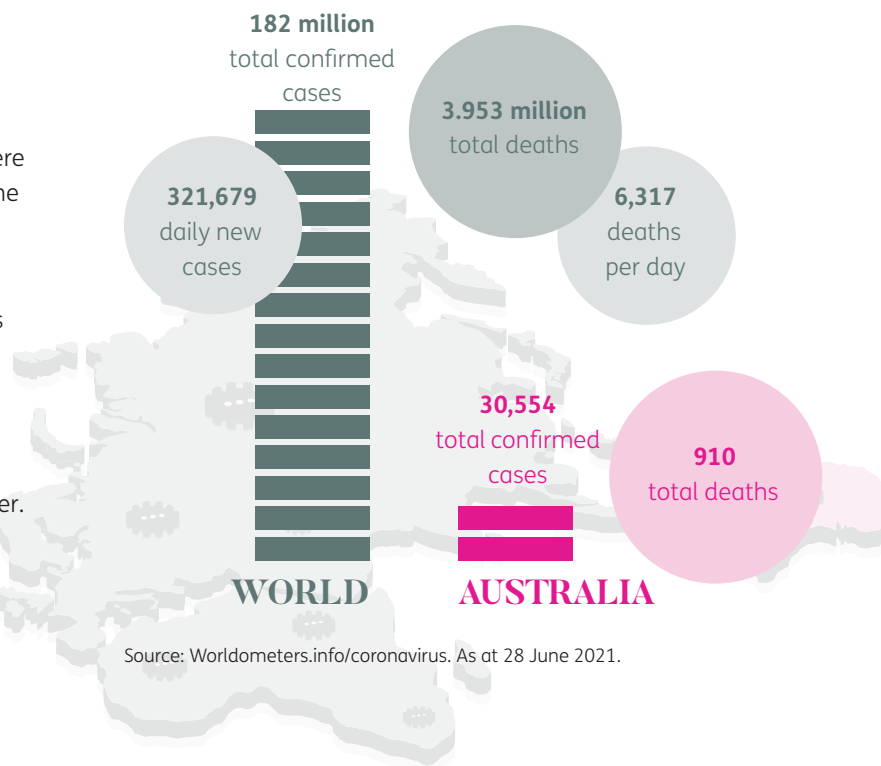 182 million
total confirmed
cases
3.953 million
total deaths
321,679
daily new
cases
6,317
deaths
per day
30,554
total confirmed
cases
910
total deaths
WORLD
AUSTRALIA
Source: Worldometers.info/coronavirus. As at 28 June 2021.